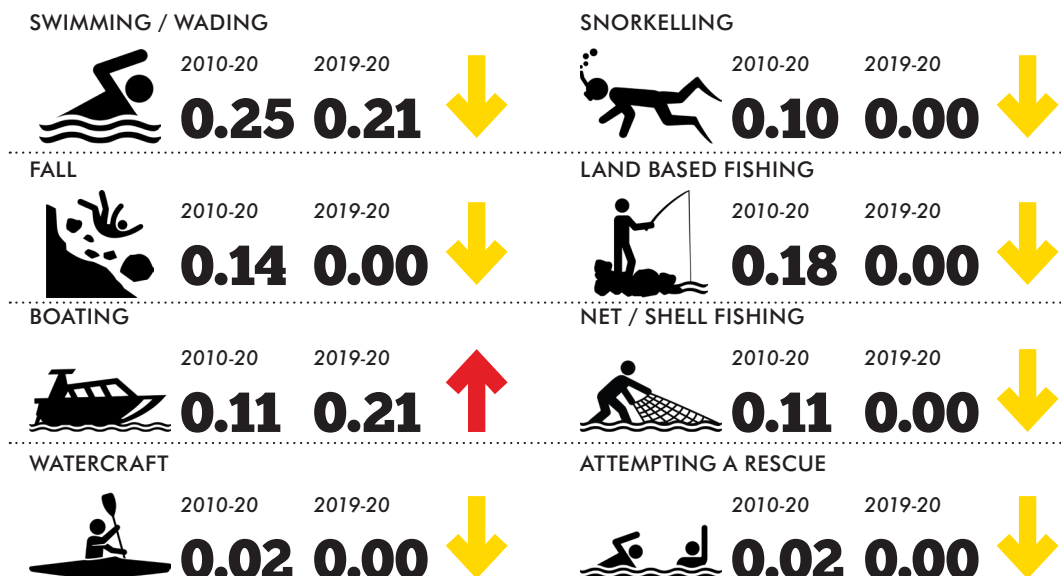 SWIMMING / WADING
2010-20 2019-20
0.25 0.21
SNORKELLING
2010-20 2019-20
0.10 0.00
FALL
2010-20 2019-20
0.14 0.00
LAND BASED FISHING
2010-20 2019-20
0.18 0.00
BOATING
2010-20 2019-20
0.11 0.21
NET / SHELL FISHING
2010-20 2019-20
0.11 0.00
WATERCRAFT
2010-20 2019-20
0.02 0.00
ATTEMPTING A RESCUE
2010-20 2019-20
0.02 0.00